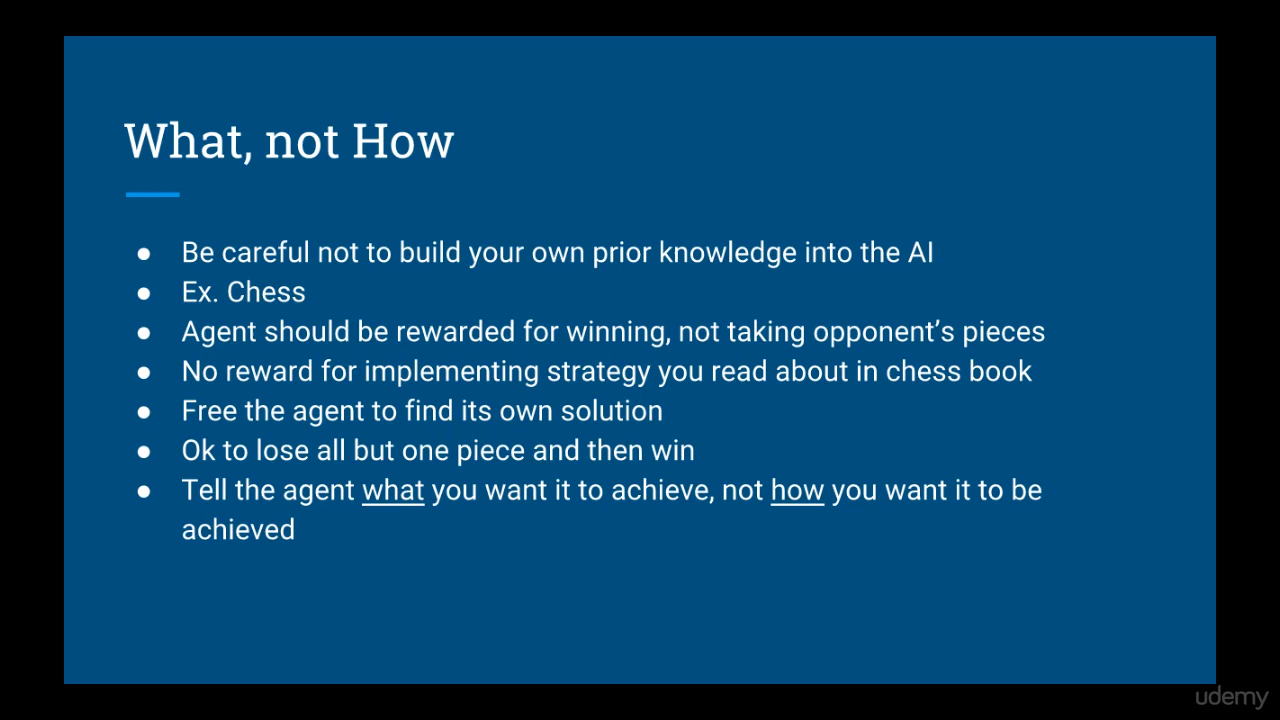 What, not How
● Be careful not to build your own prior knowledge into the AI
● Ex. Chess
● Agent should be rewarded for winning, not taking opponent’s pieces
● No reward for implementing strategy you read about in chess book
● Free the agent to find its own solution
● Ok to lose all but one piece and then win
● Tell the agent what you want it to achieve, not how you want it to be
achieved
udemy